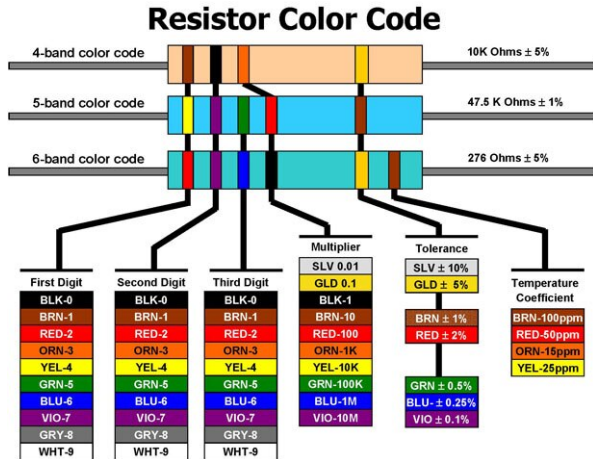 Resistor Color Code
4-band color code
10K Ohms ± 5%
5-band color code
47.5 K Ohms ± 1%
6-band color code
276 Ohms ± 5%
First Digit
BLK-0
BRN-1
RED-2
ORN-3
YEL-4
GRN-5
BLU-6
VIO-7
GRY-8
WHT-9
Second Digit
BLK-0
BRN-1
RED-2
ORN-3
YEL-4
GRN-5
BLU-6
VIO-7
GRY-8
WHT-9
Third Digit
BLK-0
BRN-1
RED-2
ORN-3
YEL-4
GRN-5
BLU-6
VIO-7
GRY-8
WHT-9
Multiplier
SLV 0.01
GLD 0.1
BLK-1
BRN-10
RED-100
ORN-1K
YEL-10K
GRN-100K
BLU-1M
VIO-10M
Tolerance
SLV ± 10%
GLD ± 5%
BRN ± 1%
RED ± 2%
GRN ± 0.5%
BLU- ± 0.25%
VIO ± 0.1%
Temperature
Coefficient
BRN-100ppm
RED-50ppm
ORN-15ppm
YEL-25ppm